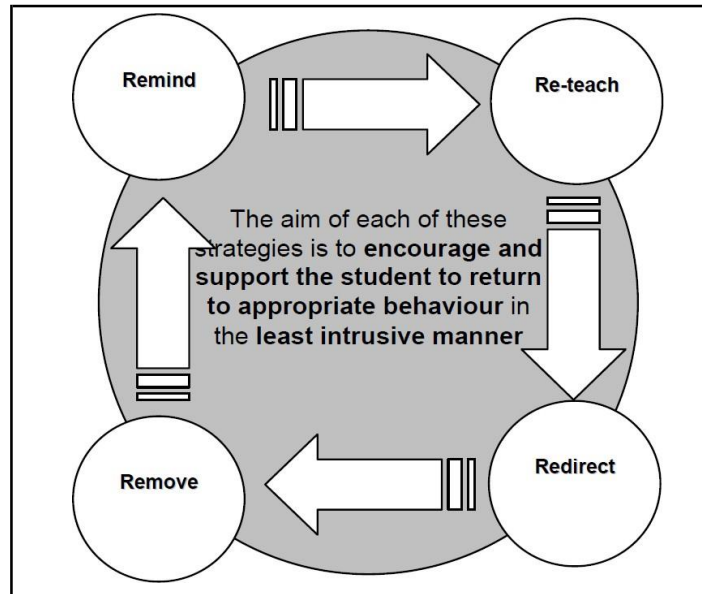 Remind
Re-teach
The aim of each of these
strategies is to encourage and
support the student to return
to appropriate behaviour in
the least intrusive manner
Remove
Redirect